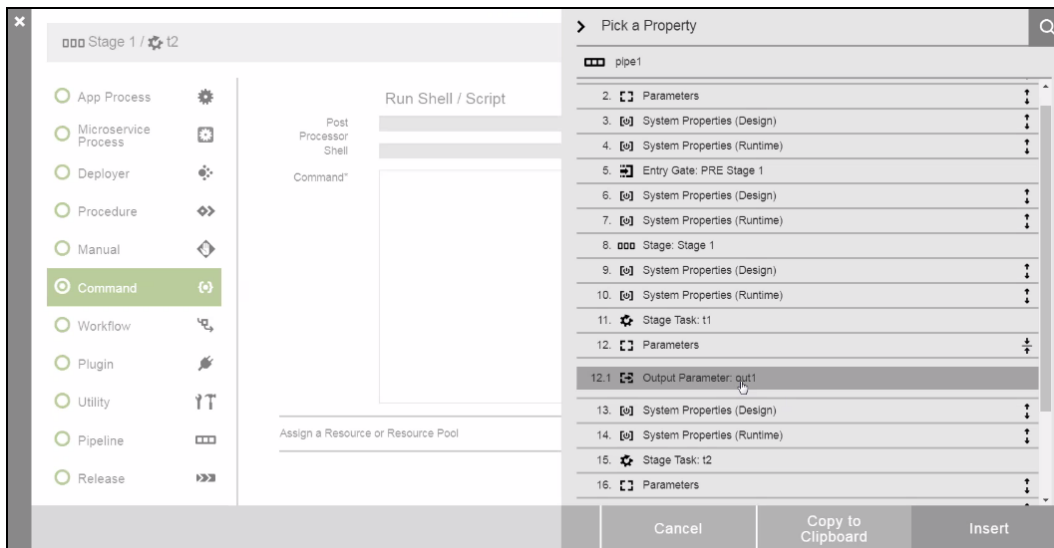 Stage 1 / t2
App Process
Microservice
Process
Deployer
Procedure
Manual
Command
Workflow
Plugin
Utility
Pipeline
Release
Run Shell / Script
Post
Processor
Shell
Command*
Assign a Resource or Resource Pool
Pick a Property
pipe1
2. Parameters
3. System Properties (Design)
4. System Properties (Runtime)
5. Entry Gate: PRE Stage 1
6. System Properties (Design)
7. System Properties (Runtime)
8. Stage: Stage 1
9. System Properties (Design)
10. System Properties (Runtime)
11. Stage Task: t1
12. Parameters
12.1 Output Parameter: out1
13. System Properties (Design)
14. System Properties (Runtime)
15. Stage Task: t2
16. Parameters
Cancel
Copy to
Clipboard
Insert